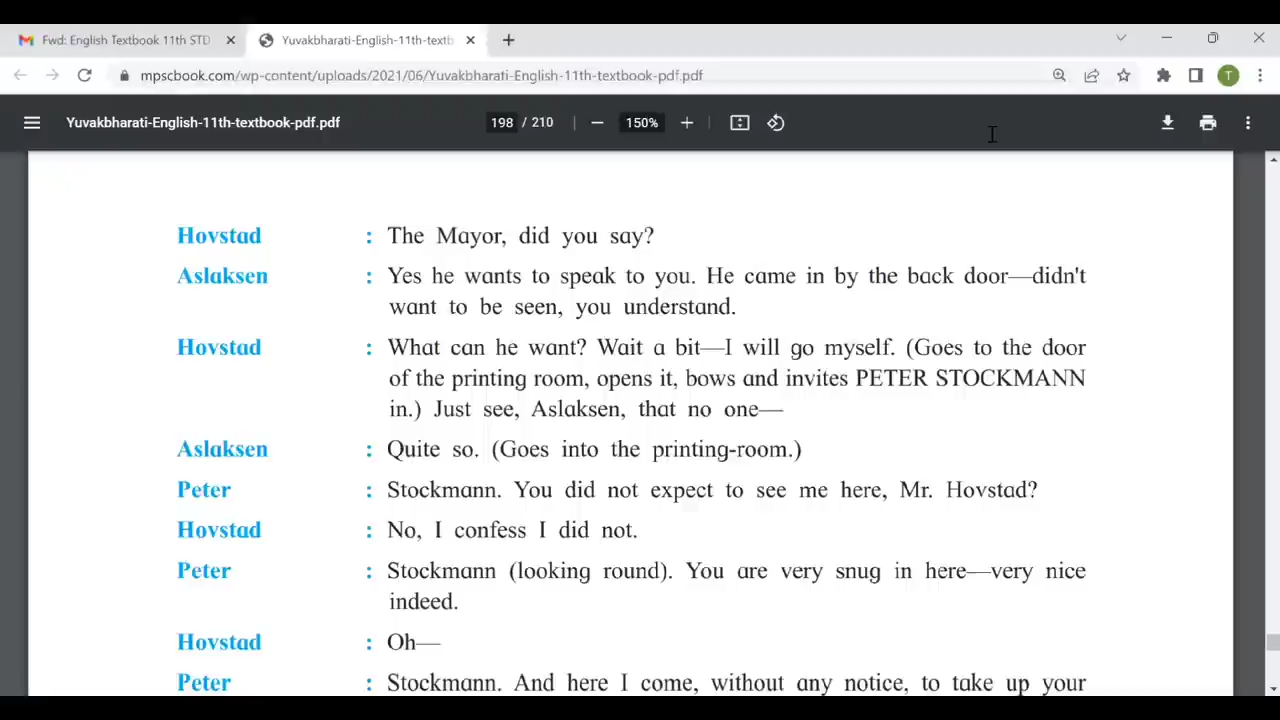 Fwd: English Textbook 11th STD
Yuvakbharati-English-11th-textb
mpscbook.com/wp-content/uploads/2021/06/Yuvakbharati-English-11th-textbook-pdf.pdf
T
Yuvakbharati-English-11th-textbook-pdf.pdf
198 / 210
150%
Hovstad : The Mayor, did you say?
Aslaksen : Yes he wants to speak to you. He came in by the back door—didn't
want to be seen, you understand.
Hovstad : What can he want? Wait a bit—I will go myself. (Goes to the door
of the printing room, opens it, bows and invites PETER STOCKMANN
in.) Just see, Aslaksen, that no one—
Aslaksen : Quite so. (Goes into the printing-room.)
Peter : Stockmann. You did not expect to see me here, Mr. Hovstad?
Hovstad : No, I confess I did not.
Peter : Stockmann (looking round). You are very snug in here—very nice
indeed.
Hovstad : Oh—
Peter : Stockmann. And here I come, without any notice, to take up your